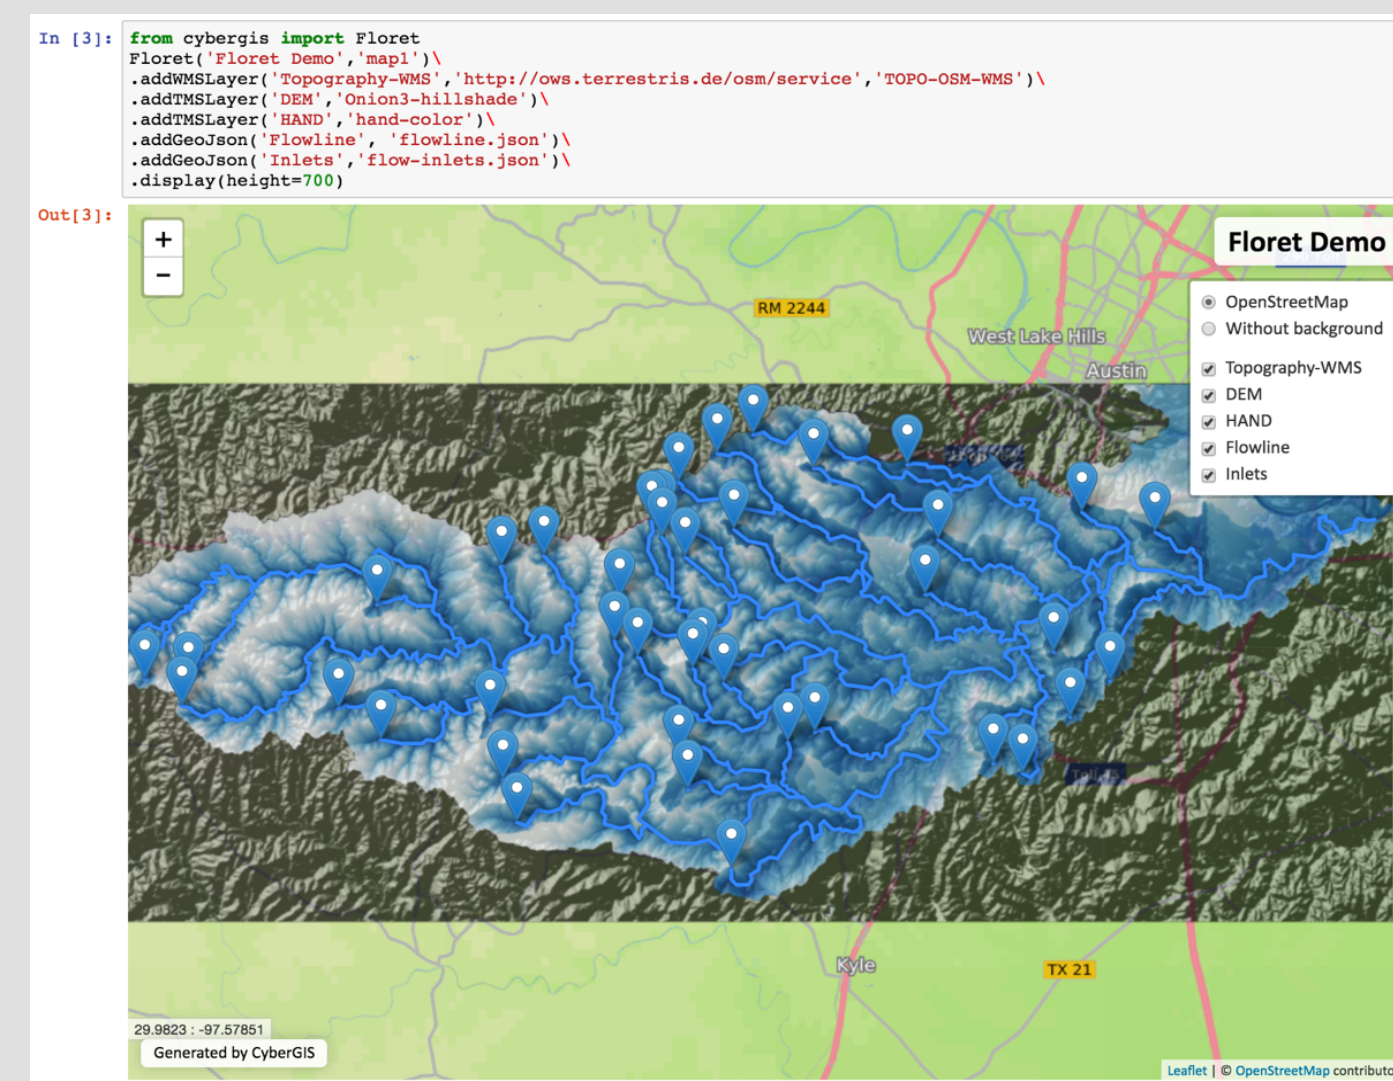 In [3]:
from cybergis import Floret
Floret('Floret Demo','map1')\
.addWMSLayer('Topography-WMS','http://ows.terrestris.de/osm/service','TOPO-OSM-WMS')\
.addTMSLayer('DEM','Onion3-hillshade')\
.addTMSLayer('HAND','hand-color')\
.addGeoJson('Flowline', 'flowline.json')\
.addGeoJson('Inlets','flow-inlets.json')\
.display(height=700)
Out[3]:
+
−
Floret Demo
290 Toll
OpenStreetMap
Without background
Topography-WMS
DEM
HAND
Flowline
Inlets
RM 2244
West Lake Hills
Austin
Kyle
TX 21
29.9823 : -97.57851
Generated by CyberGIS
Leaflet | © OpenStreetMap contributo